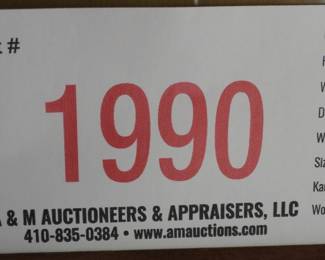 #
1990
& M AUCTIONEERS & APPRAISERS, LLC
410-835-0384 • www.amauctions.com